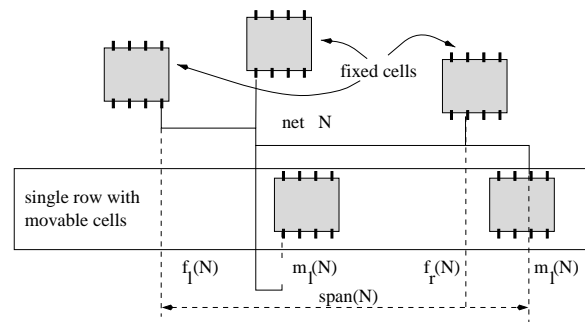 fixed cells
net N
single row with
movable cells
f_l(N) m_l(N) f_r(N) m_l(N)
span(N)